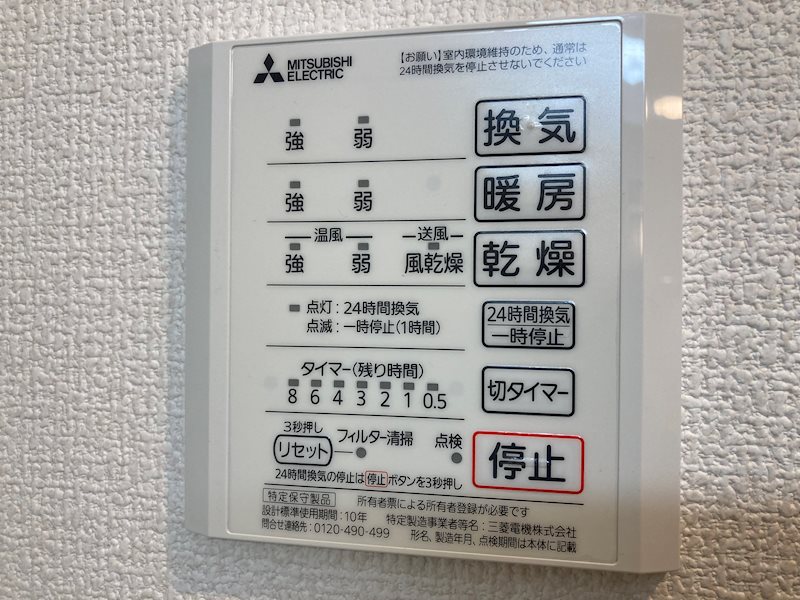 MITSUBISHI
ELECTRIC
【お願い】室内環境維持のため、通常は
24時間換気を停止させないでください
強 弱 換気
強 弱 暖房
温風 送風
強 弱 風乾燥 乾燥
点灯:24時間換気
点滅:一時停止(1時間)
24時間換気
一時停止
タイマー(残り時間)
8 6 4 3 2 1 0.5
切タイマー
3秒押し
リセット フィルター清掃 点検
停止
24時間換気の停止は停止ボタンを3秒押し
特定保守製品 所有者票による所有者登録が必要です
設計標準使用期間:10年 特定製造事業者等名:三菱電機株式会社
問合せ連絡先:0120-490-499 形名、製造年月、点検期間は本体に記載